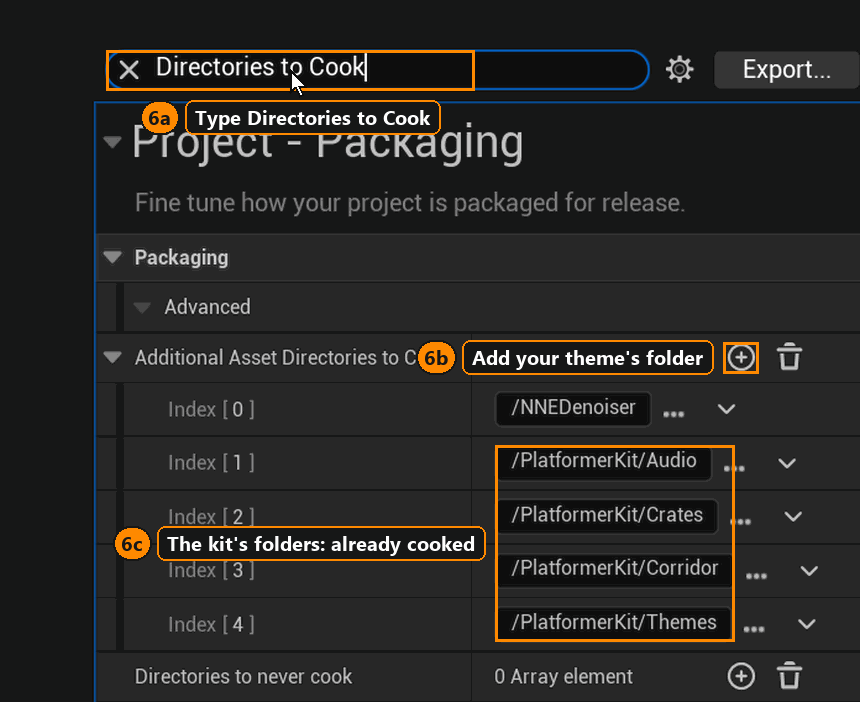 Directories to Cook
Export...
6a Type Directories to Cook
Project - Packaging
Fine tune how your project is packaged for release.
Packaging
Advanced
Additional Asset Directories to C
6b Add your theme's folder
Index [ 0 ] /NNEDenoiser
Index [ 1 ] /PlatformerKit/Audio
Index [ 2 ] /PlatformerKit/Crates
6c The kit's folders: already cooked
Index [ 3 ] /PlatformerKit/Corridor
Index [ 4 ] /PlatformerKit/Themes
Directories to never cook 0 Array element